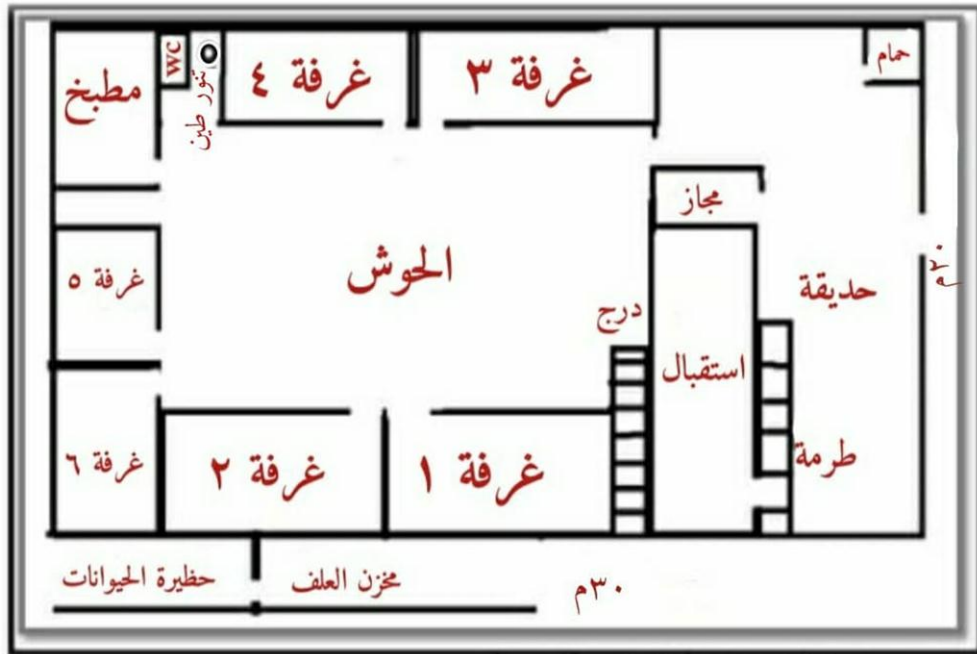 حمام
غرفة ٣
غرفة ٤
تنور طين
WC
مطبخ
مجاز
٢٠م
حديقة
الحوش
غرفة ٥
درج
استقبال
طرمة
غرفة ١
غرفة ٢
غرفة ٦
٣٠م
مخزن العلف
حظيرة الحيوانات